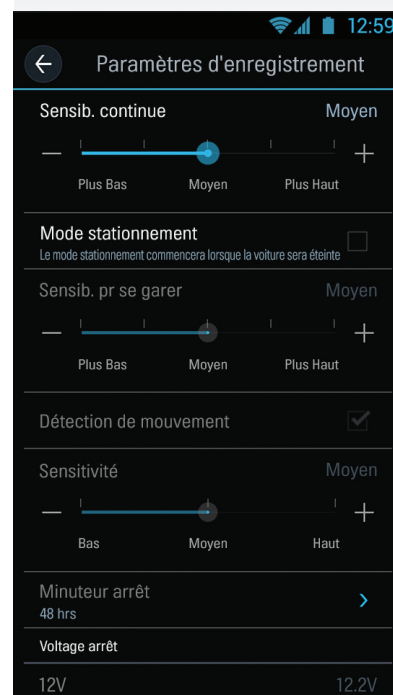 12:59
Paramètres d'enregistrement
Sensib. continue Moyen
Plus Bas Moyen Plus Haut
Mode stationnement
Le mode stationnement commencera lorsque la voiture sera éteinte
Sensib. pr se garer Moyen
Plus Bas Moyen Plus Haut
Détection de mouvement
Sensitivité Moyen
Bas Moyen Haut
Minuteur arrêt
48 hrs
Voltage arrêt
12V 12.2V